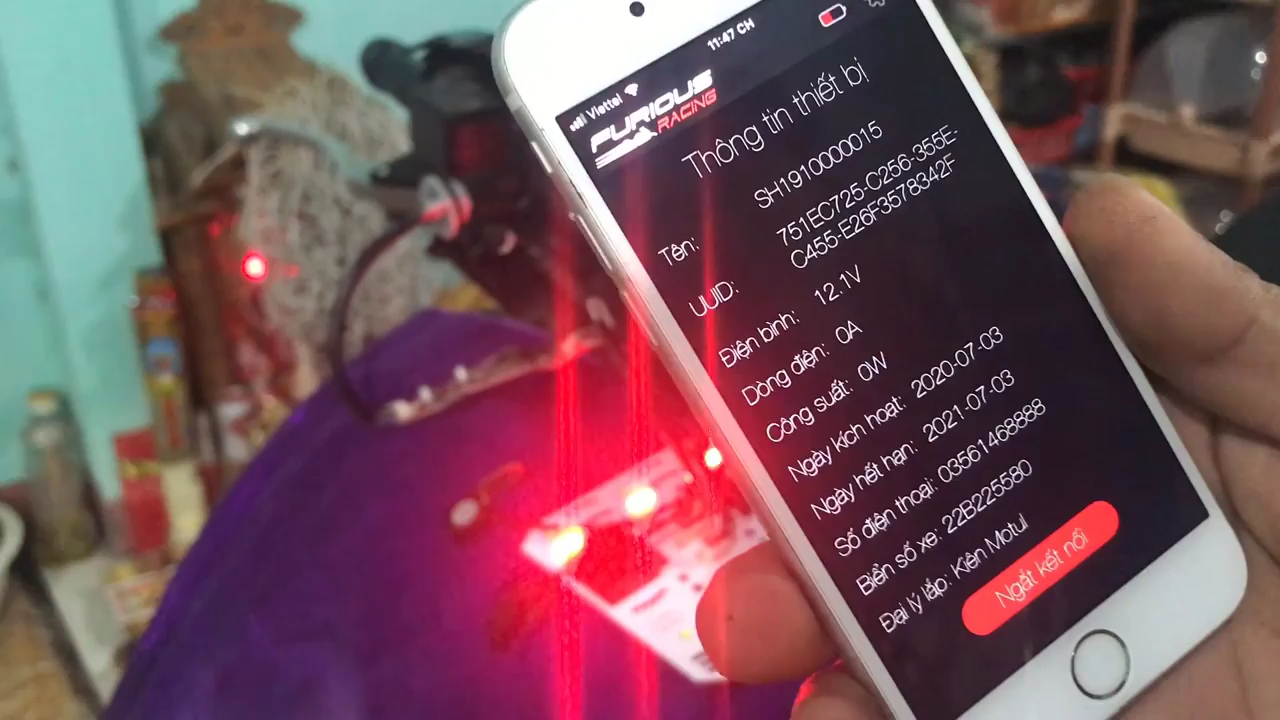 Viettel
11:47 CH
FURIOUS
RACING
Thông tin thiết bị
Tên: SH1910000015
UUID: 751EC725-C256-355E-
C455-E26F3578342F
Điện bình: 12.1V
Dòng điện: 0A
Công suất: 0W
Ngày kích hoạt: 2020-07-03
Ngày hết hạn: 2021-07-03
Số điện thoại: 03561468888
Biển số xe: 22B225580
Đại lý lắp: Kiên Motul
Ngắt kết nối